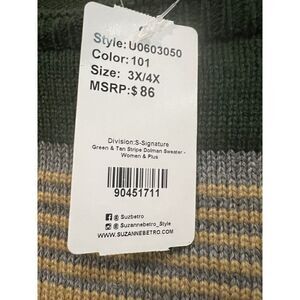 Style: U0603050
Color: 101
Size: 3X/4X
MSRP: $ 86
Division:S-Signature
Green & Tan Stripe Dolman Sweater -
Women & Plus
90451711
@ Suzbetro
@ Suzannebetro_Style
WWW.SUZANNEBETRO.COM